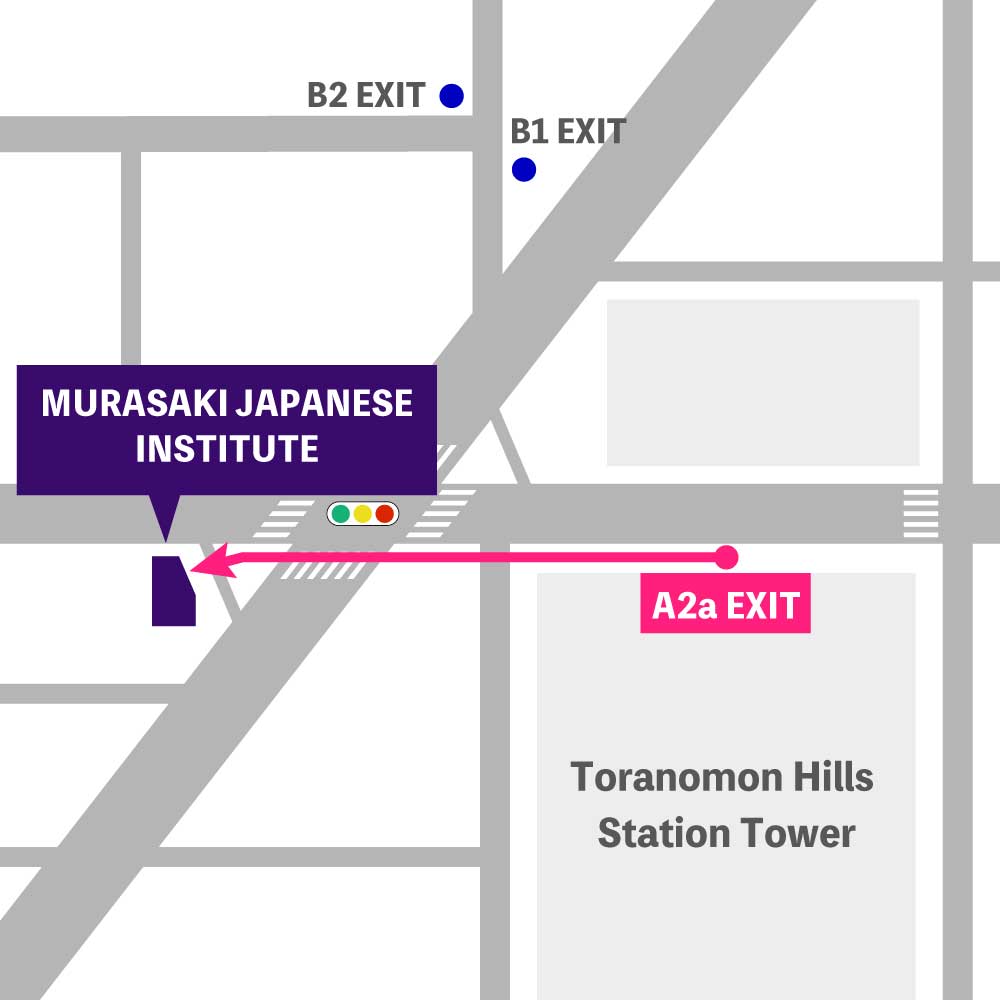 B2 EXIT
B1 EXIT
MURASAKI JAPANESE
INSTITUTE
A2a EXIT
Toranomon Hills
Station Tower